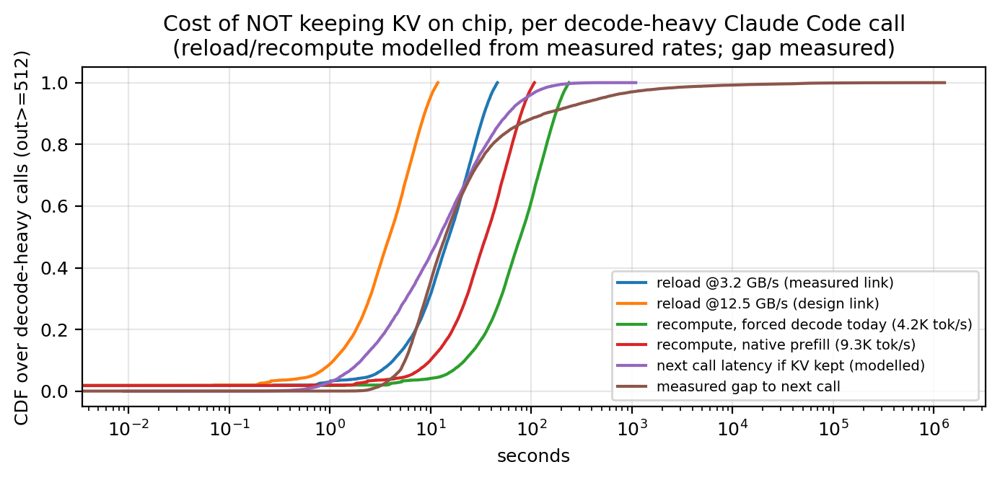 Cost of NOT keeping KV on chip, per decode-heavy Claude Code call
(reload/recompute modelled from measured rates; gap measured)
CDF over decode-heavy calls (out>=512)
1.0
0.8
0.6
0.4
0.2
0.0
reload @3.2 GB/s (measured link)
reload @12.5 GB/s (design link)
recompute, forced decode today (4.2K tok/s)
recompute, native prefill (9.3K tok/s)
next call latency if KV kept (modelled)
measured gap to next call
10⁻² 10⁻¹ 10⁰ 10¹ 10² 10³ 10⁴ 10⁵ 10⁶
seconds